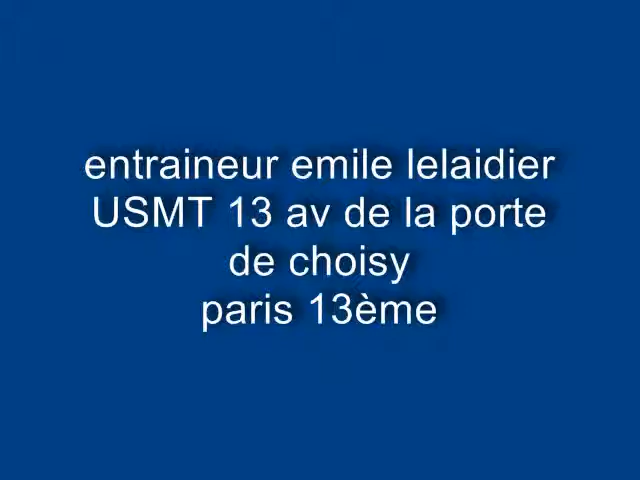 entraineur emile lelaidier
USMT 13 av de la porte
de choisy
paris 13ème